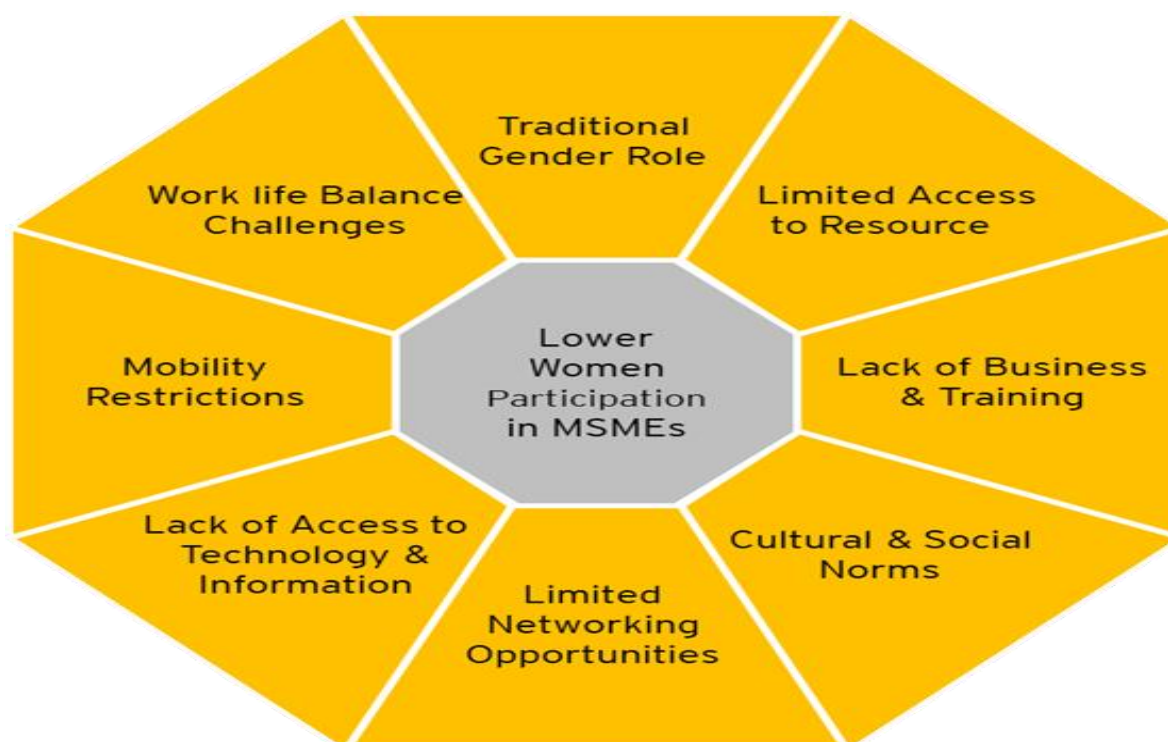 Traditional
Gender Role
Work life Balance
Challenges
Limited Access
to Resource
Mobility
Restrictions
Lower
Women
Participation
in MSMEs
Lack of Business
& Training
Lack of Access to
Technology &
Information
Limited
Networking
Opportunities
Cultural & Social
Norms